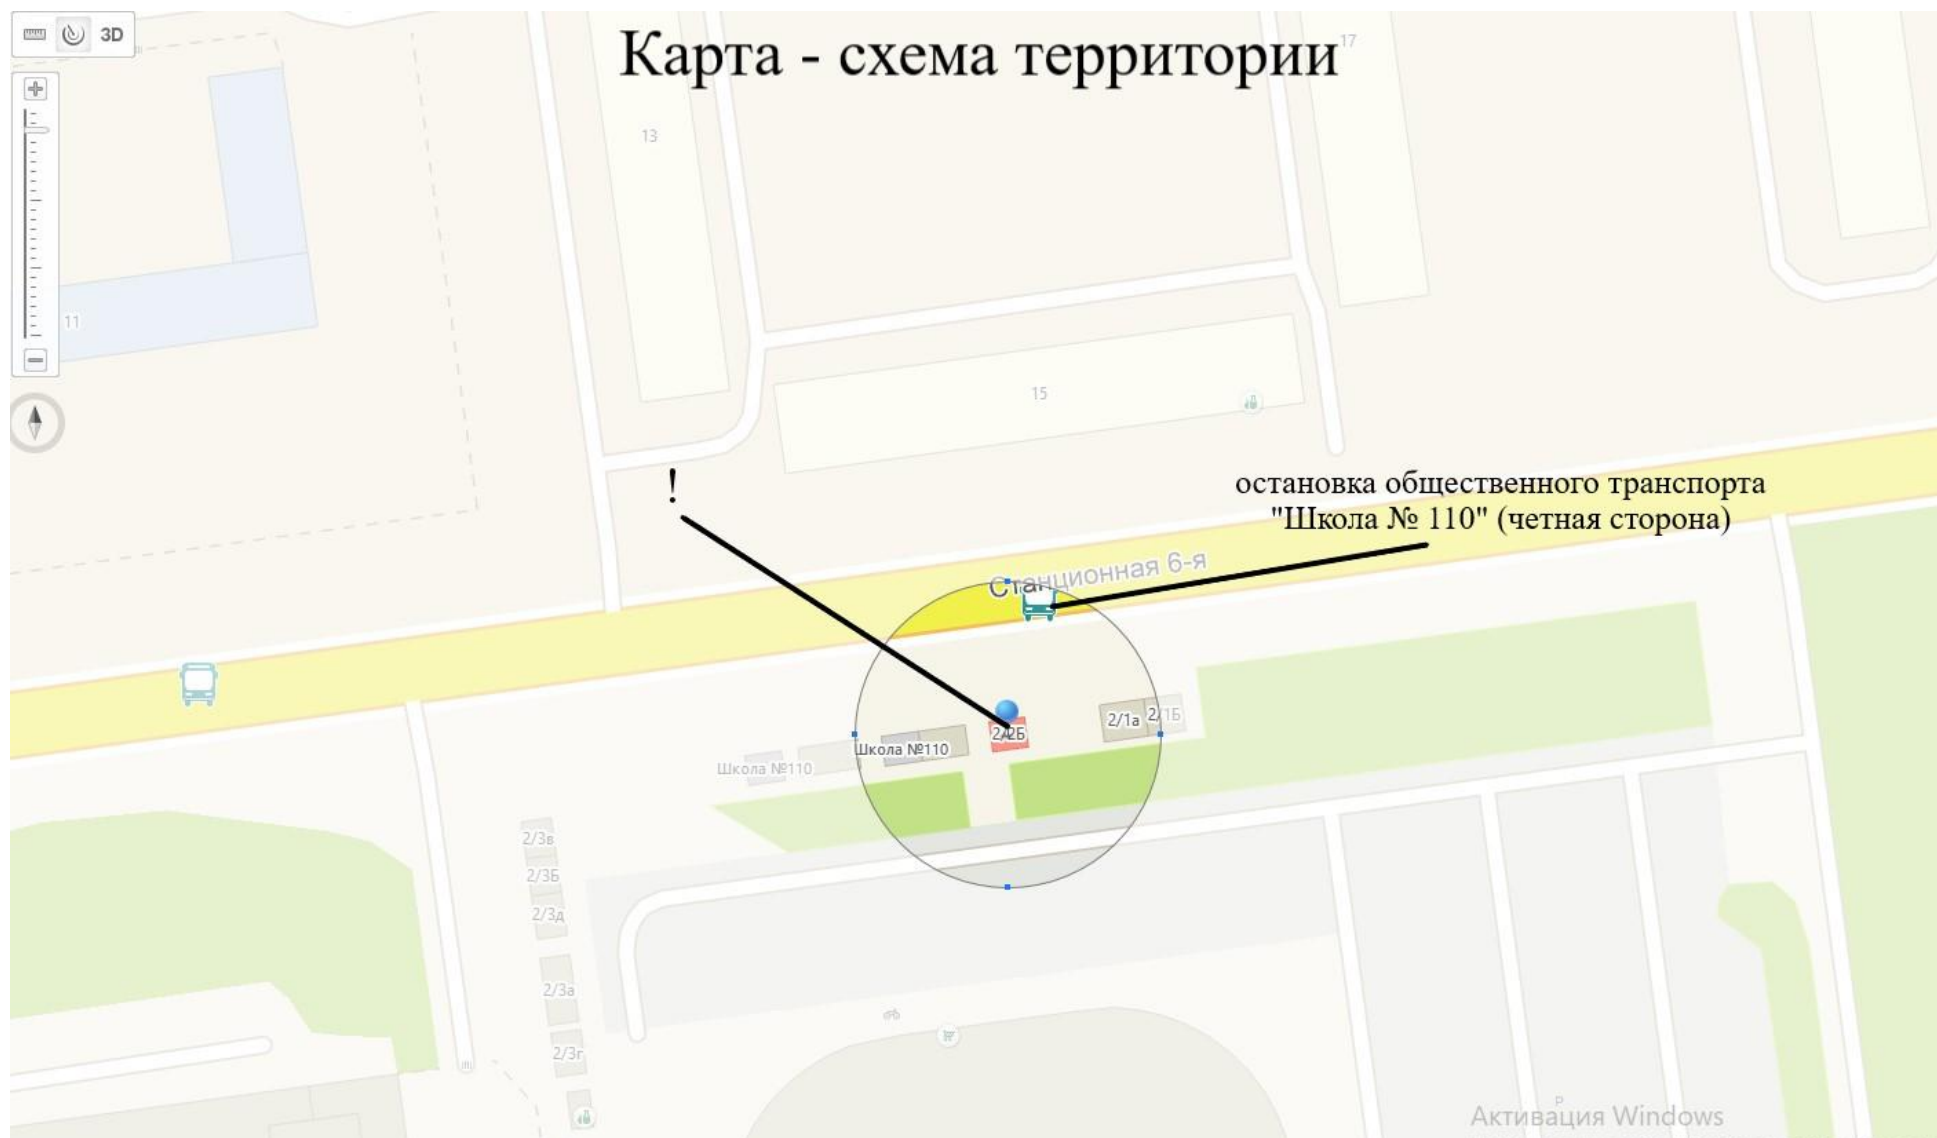 3D
Карта - схема территории
17
13
11
15
!
остановка общественного транспорта
"Школа № 110" (четная сторона)
Станционная 6-я
2/1а
2/1Б
2/2Б
Школа №110
Школа №110
2/3в
2/3Б
2/3д
2/3а
2/3г
P
Активация Windows